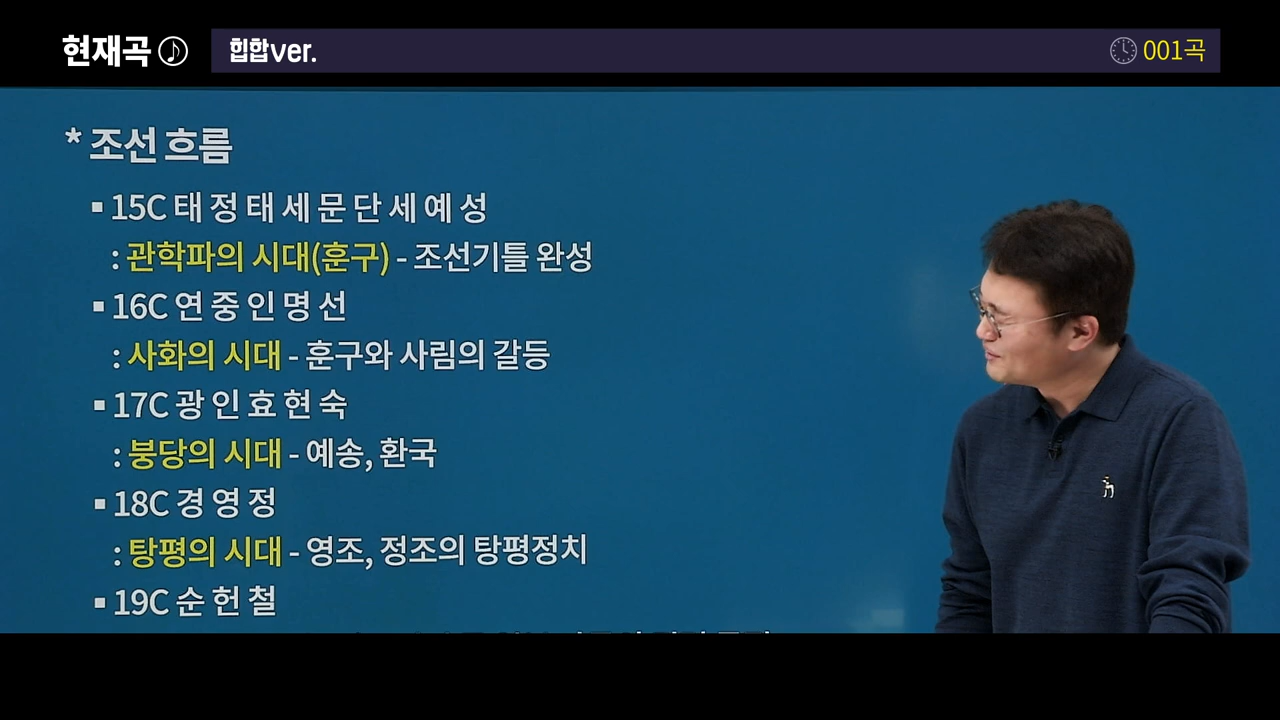 현재곡
힙합ver.
001곡
* 조선 흐름
▪ 15C 태 정 태 세 문 단 세 예 성
: 관학파의 시대(훈구) - 조선기틀 완성
▪ 16C 연 중 인 명 선
: 사화의 시대 - 훈구와 사림의 갈등
▪ 17C 광 인 효 현 숙
: 붕당의 시대 - 예송, 환국
▪ 18C 경 영 정
: 탕평의 시대 - 영조, 정조의 탕평정치
▪ 19C 순 헌 철